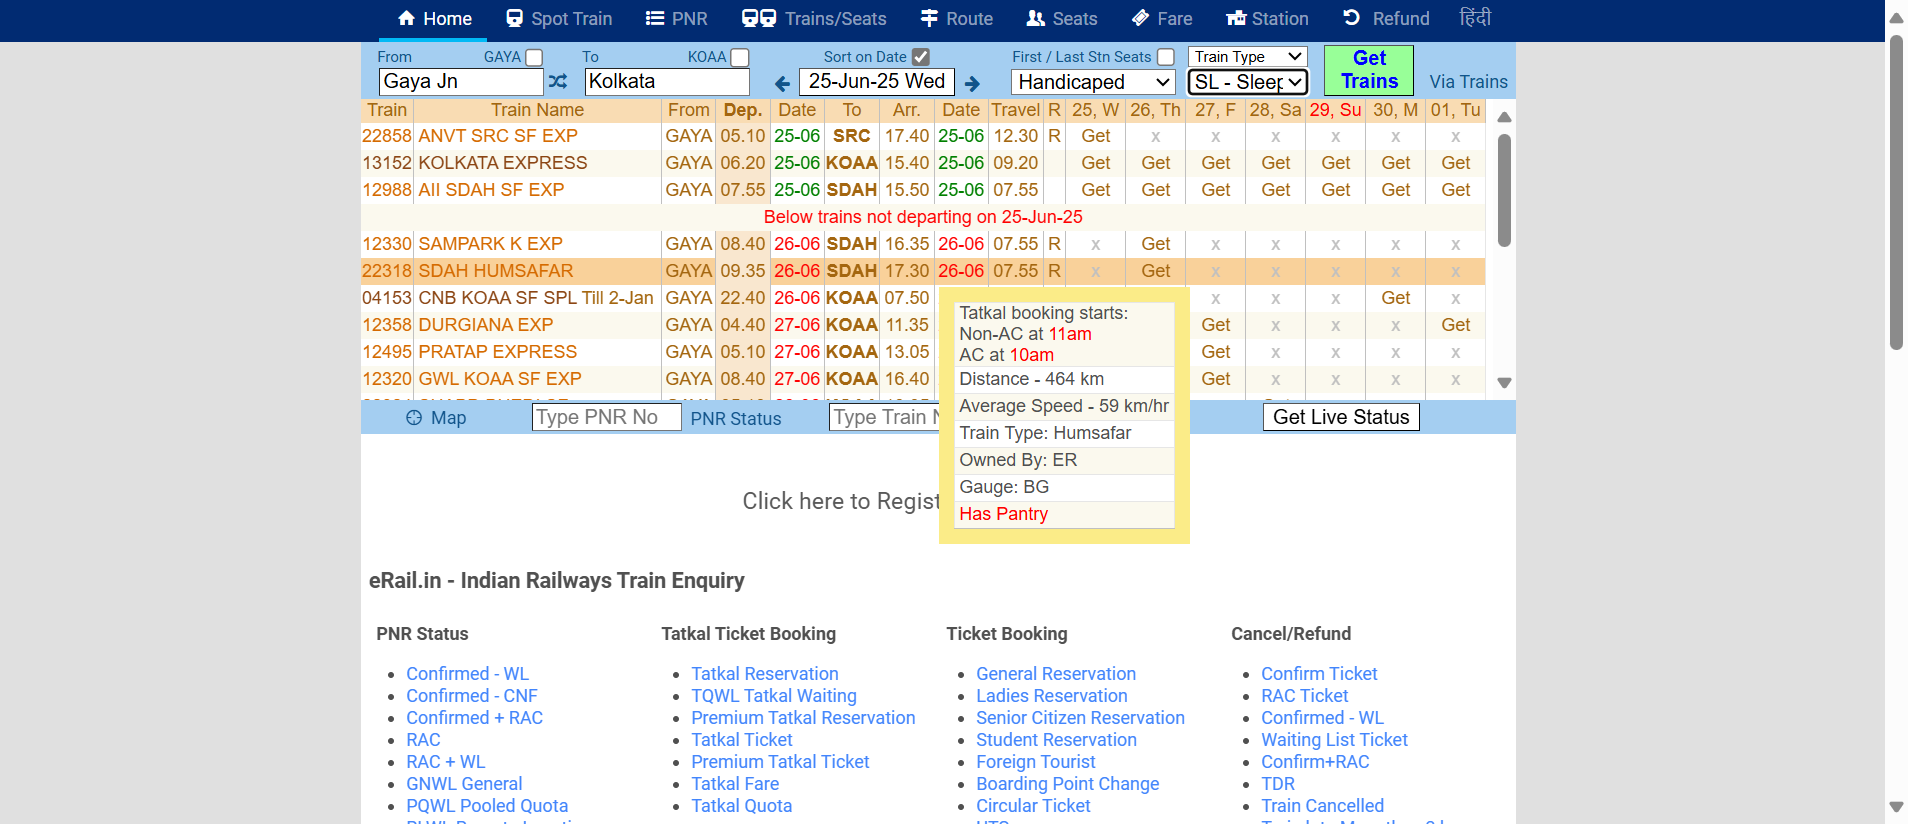 Home Spot Train PNR Trains/Seats Route Seats Fare Station Refund हिंदी
From GAYA To KOAA Sort on Date First / Last Stn Seats Train Type Get Trains
Gaya Jn Kolkata 25-Jun-25 Wed Handicaped SL - Sleep Via Trains
Train Train Name From Dep. Date To Arr. Date Travel R 25, W 26, Th 27, F 28, Sa 29, Su 30, M 01, Tu
22858 ANVT SRC SF EXP GAYA 05.10 25-06 SRC 17.40 25-06 12.30 R Get x x x x x x
13152 KOLKATA EXPRESS GAYA 06.20 25-06 KOAA 15.40 25-06 09.20 Get Get Get Get Get Get Get
12988 AII SDAH SF EXP GAYA 07.55 25-06 SDAH 15.50 25-06 07.55 Get Get Get Get Get Get Get
Below trains not departing on 25-Jun-25
12330 SAMPARK K EXP GAYA 08.40 26-06 SDAH 16.35 26-06 07.55 R x Get x x x x x
22318 SDAH HUMSAFAR GAYA 09.35 26-06 SDAH 17.30 26-06 07.55 R x Get x x x x x
04153 CNB KOAA SF SPL Till 2-Jan GAYA 22.40 26-06 KOAA 07.50 x x x Get x
12358 DURGIANA EXP GAYA 04.40 27-06 KOAA 11.35 Get x x x Get
12495 PRATAP EXPRESS GAYA 05.10 27-06 KOAA 13.05 Get x x x x
12320 GWL KOAA SF EXP GAYA 08.40 27-06 KOAA 16.40 Get x x x x
Tatkal booking starts:
Non-AC at 11am
AC at 10am
Distance - 464 km
Average Speed - 59 km/hr
Train Type: Humsafar
Owned By: ER
Gauge: BG
Has Pantry
Map Type PNR No PNR Status Type Train Get Live Status
Click here to Regist
eRail.in - Indian Railways Train Enquiry
PNR Status
Confirmed - WL
Confirmed - CNF
Confirmed + RAC
RAC
RAC + WL
GNWL General
PQWL Pooled Quota
Tatkal Ticket Booking
Tatkal Reservation
TQWL Tatkal Waiting
Premium Tatkal Reservation
Tatkal Ticket
Premium Tatkal Ticket
Tatkal Fare
Tatkal Quota
Ticket Booking
General Reservation
Ladies Reservation
Senior Citizen Reservation
Student Reservation
Foreign Tourist
Boarding Point Change
Circular Ticket
Cancel/Refund
Confirm Ticket
RAC Ticket
Confirmed - WL
Waiting List Ticket
Confirm+RAC
TDR
Train Cancelled